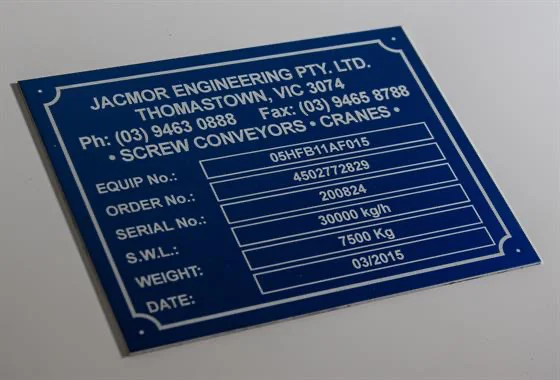 JACMOR ENGINEERING PTY. LTD.
THOMASTOWN, VIC 3074
Ph: (03) 9463 0888 Fax: (03) 9465 8788
• SCREW CONVEYORS • CRANES •
EQUIP No.: 05HFB11AF015
ORDER No.: 4502772829
SERIAL No.: 200824
S.W.L.: 30000 kg/h
WEIGHT: 7500 Kg
DATE: 03/2015